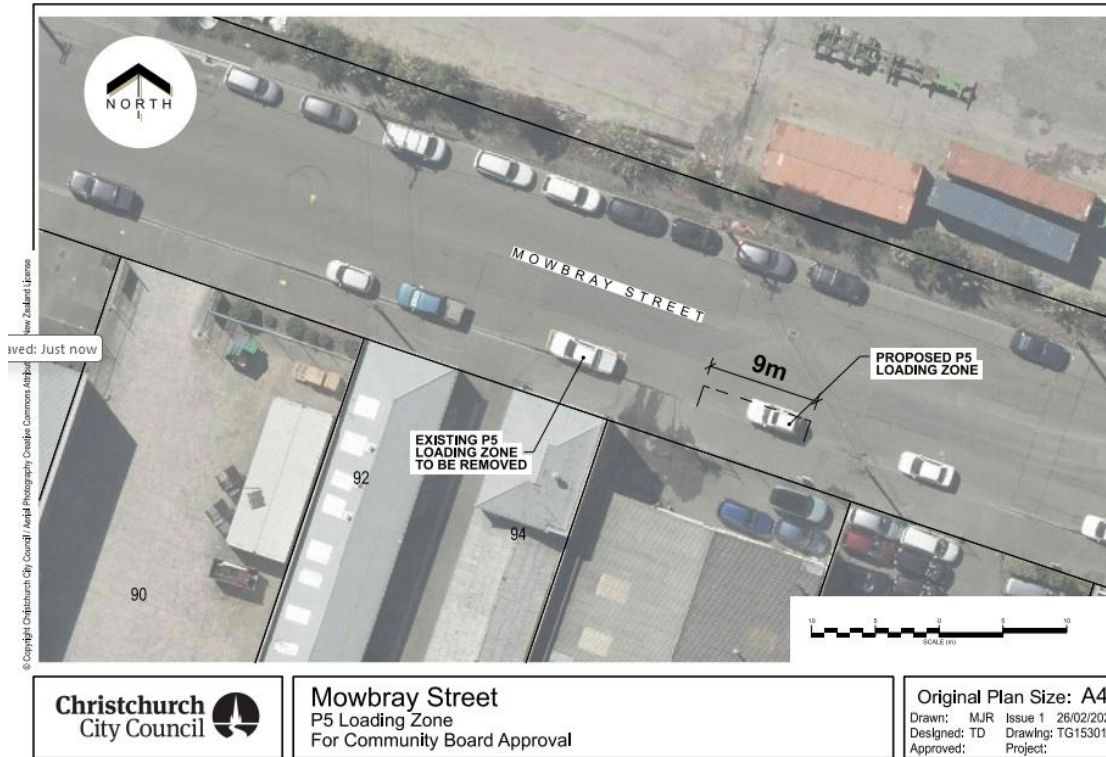 NORTH
MOWBRAY STREET
9m
PROPOSED P5
LOADING ZONE
EXISTING P5
LOADING ZONE
TO BE REMOVED
92
94
90
10 5 0 5 10
SCALE (m)
© Copyright Christchurch City Council / Aerial Photography Creative Commons New Zealand License
aved: Just now
Christchurch
City Council
Mowbray Street
P5 Loading Zone
For Community Board Approval
Original Plan Size: A4
Drawn: MJR Issue 1 26/02/202
Designed: TD Drawing: TG15301
Approved: Project: